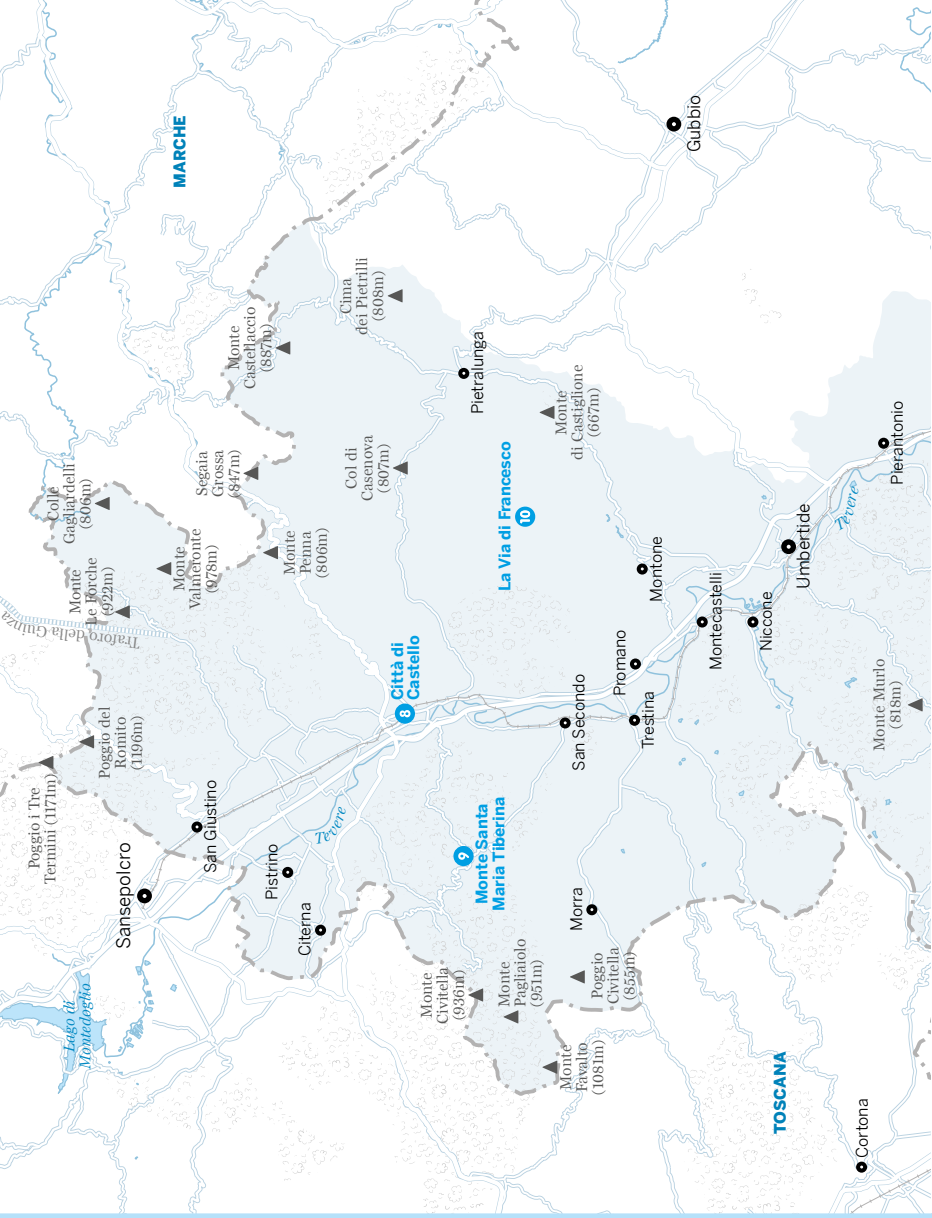 MARCHE
Gubbio
Monte
Castellaccio
(887m)
Cima
dei Pietrilli
(808m)
Pietralunga
Monte
di Castiglione
(667m)
Segaia
Grossa
(847m)
Col di
Casenova
(807m)
Colle
Gagliardelli
(806m)
Monte
Le Forche
(922m)
Monte
Valmeronte
(978m)
Monte
Penna
(806m)
Traforo della Guinza
La Via di Francesco
10
Pierantonio
Tevere
Umbertide
Montone
Montecastelli
Niccone
Promano
Trestina
San Secondo
8
Città di
Castello
Monte Murlo
(818m)
Poggio del
Romito
(1196m)
Poggio i Tre
Termini (1171m)
San Giustino
Sansepolcro
Pistrino
Citerna
Tevere
9
Monte Santa
Maria Tiberina
Morra
Poggio
Civitella
(855m)
Monte
Civitella
(936m)
Monte
Pagliaiolo
(951m)
Monte
Favalto
(1081m)
Lago di
Montedoglio
TOSCANA
Cortona